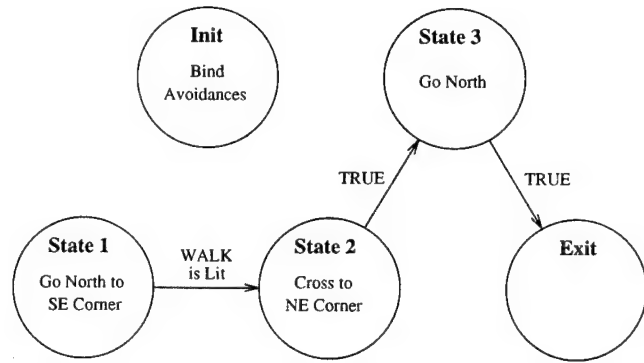 Init
Bind
Avoidances
State 3
Go North
TRUE
TRUE
State 1
Go North to
SE Corner
WALK
is Lit
State 2
Cross to
NE Corner
Exit